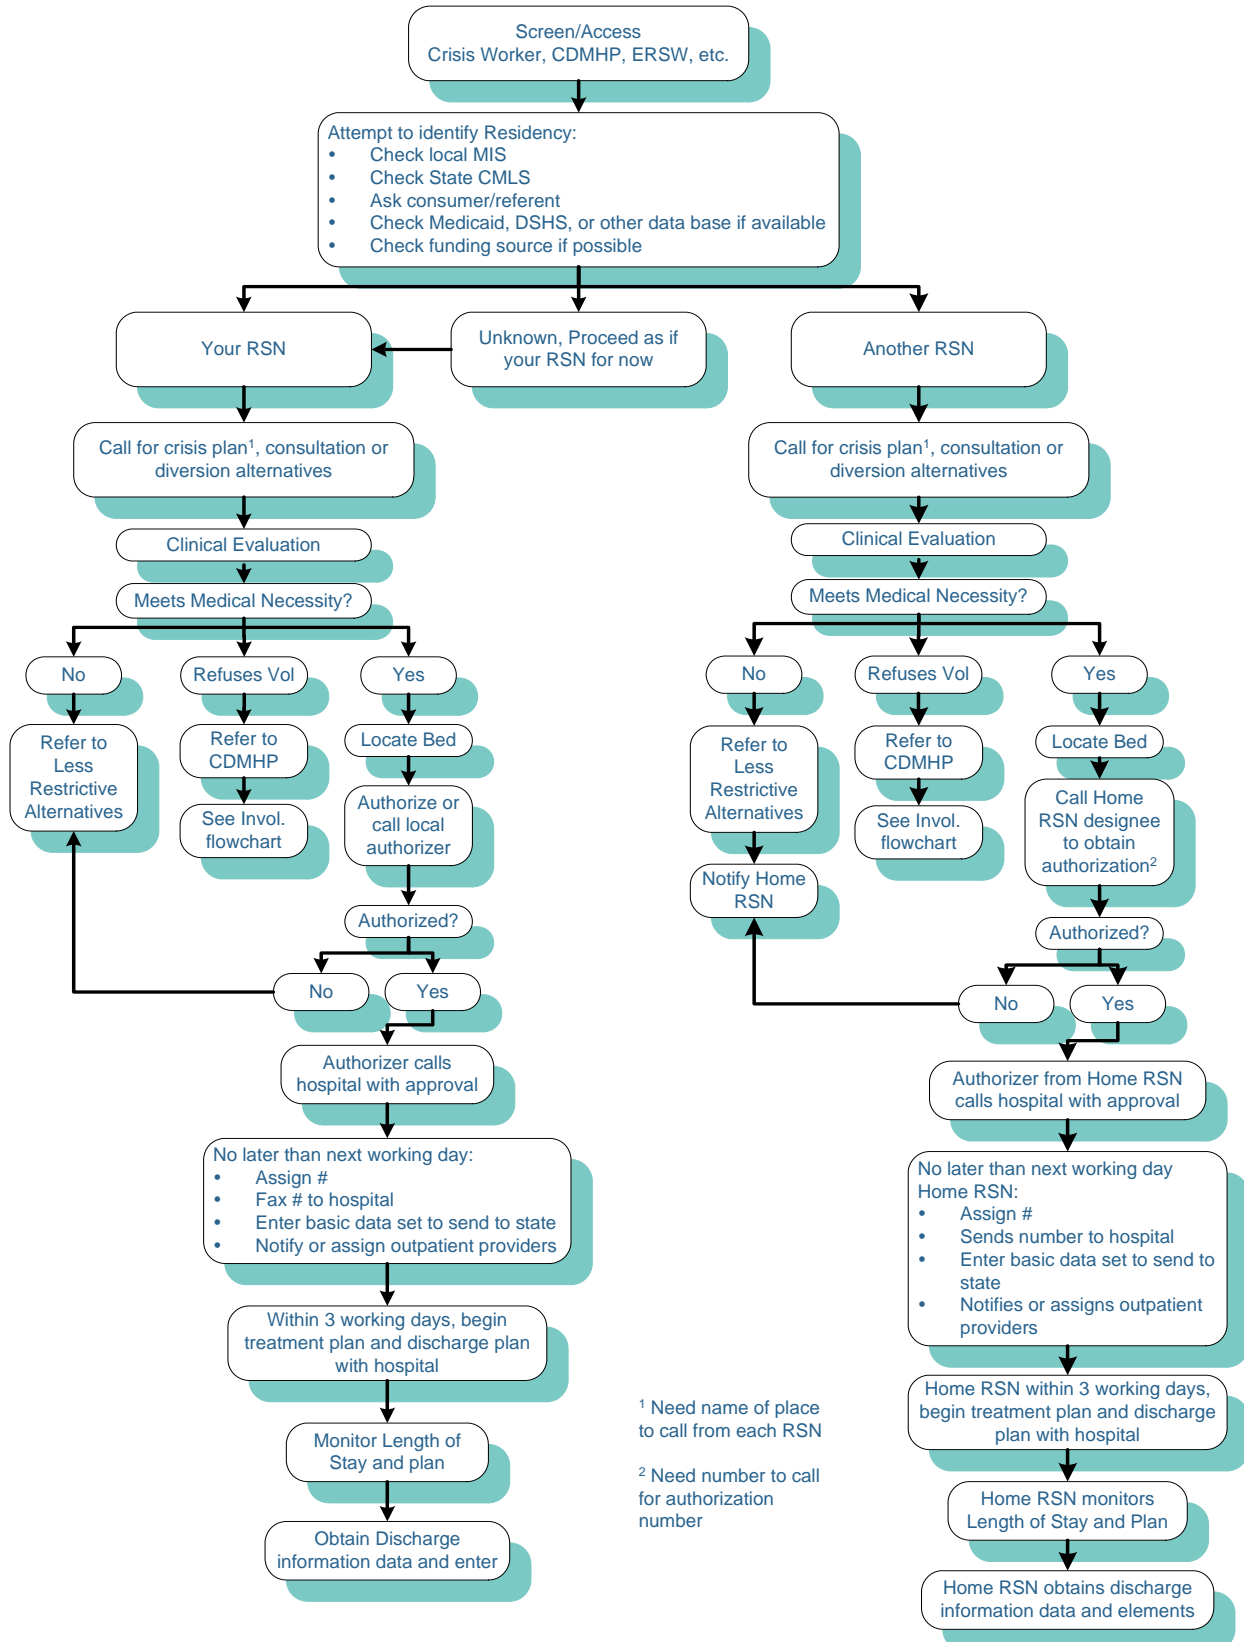 Screen/Access
Crisis Worker, CDMHP, ERSW, etc.
Attempt to identify Residency:
• Check local MIS
• Check State CMLS
• Ask consumer/referent
• Check Medicaid, DSHS, or other data base if available
• Check funding source if possible
Your RSN
Unknown, Proceed as if
your RSN for now
Another RSN
Call for crisis plan¹, consultation or
diversion alternatives
Clinical Evaluation
Meets Medical Necessity?
No
Refuses Vol
Yes
Refer to
Less
Restrictive
Alternatives
Refer to
CDMHP
See Invol.
flowchart
Locate Bed
Authorize or
call local
authorizer
Authorized?
No
Yes
Authorizer calls
hospital with approval
No later than next working day:
• Assign #
• Fax # to hospital
• Enter basic data set to send to state
• Notify or assign outpatient providers
Within 3 working days, begin
treatment plan and discharge plan
with hospital
Monitor Length of
Stay and plan
Obtain Discharge
information data and enter
Call for crisis plan¹, consultation or
diversion alternatives
Clinical Evaluation
Meets Medical Necessity?
No
Refuses Vol
Yes
Refer to
Less
Restrictive
Alternatives
Notify Home
RSN
Refer to
CDMHP
See Invol.
flowchart
Locate Bed
Call Home
RSN designee
to obtain
authorization²
Authorized?
No
Yes
Authorizer from Home RSN
calls hospital with approval
No later than next working day
Home RSN:
• Assign #
• Sends number to hospital
• Enter basic data set to send to
state
• Notifies or assigns outpatient
providers
Home RSN within 3 working days,
begin treatment plan and discharge
plan with hospital
Home RSN monitors
Length of Stay and Plan
Home RSN obtains discharge
information data and elements
¹ Need name of place
to call from each RSN
² Need number to call
for authorization
number